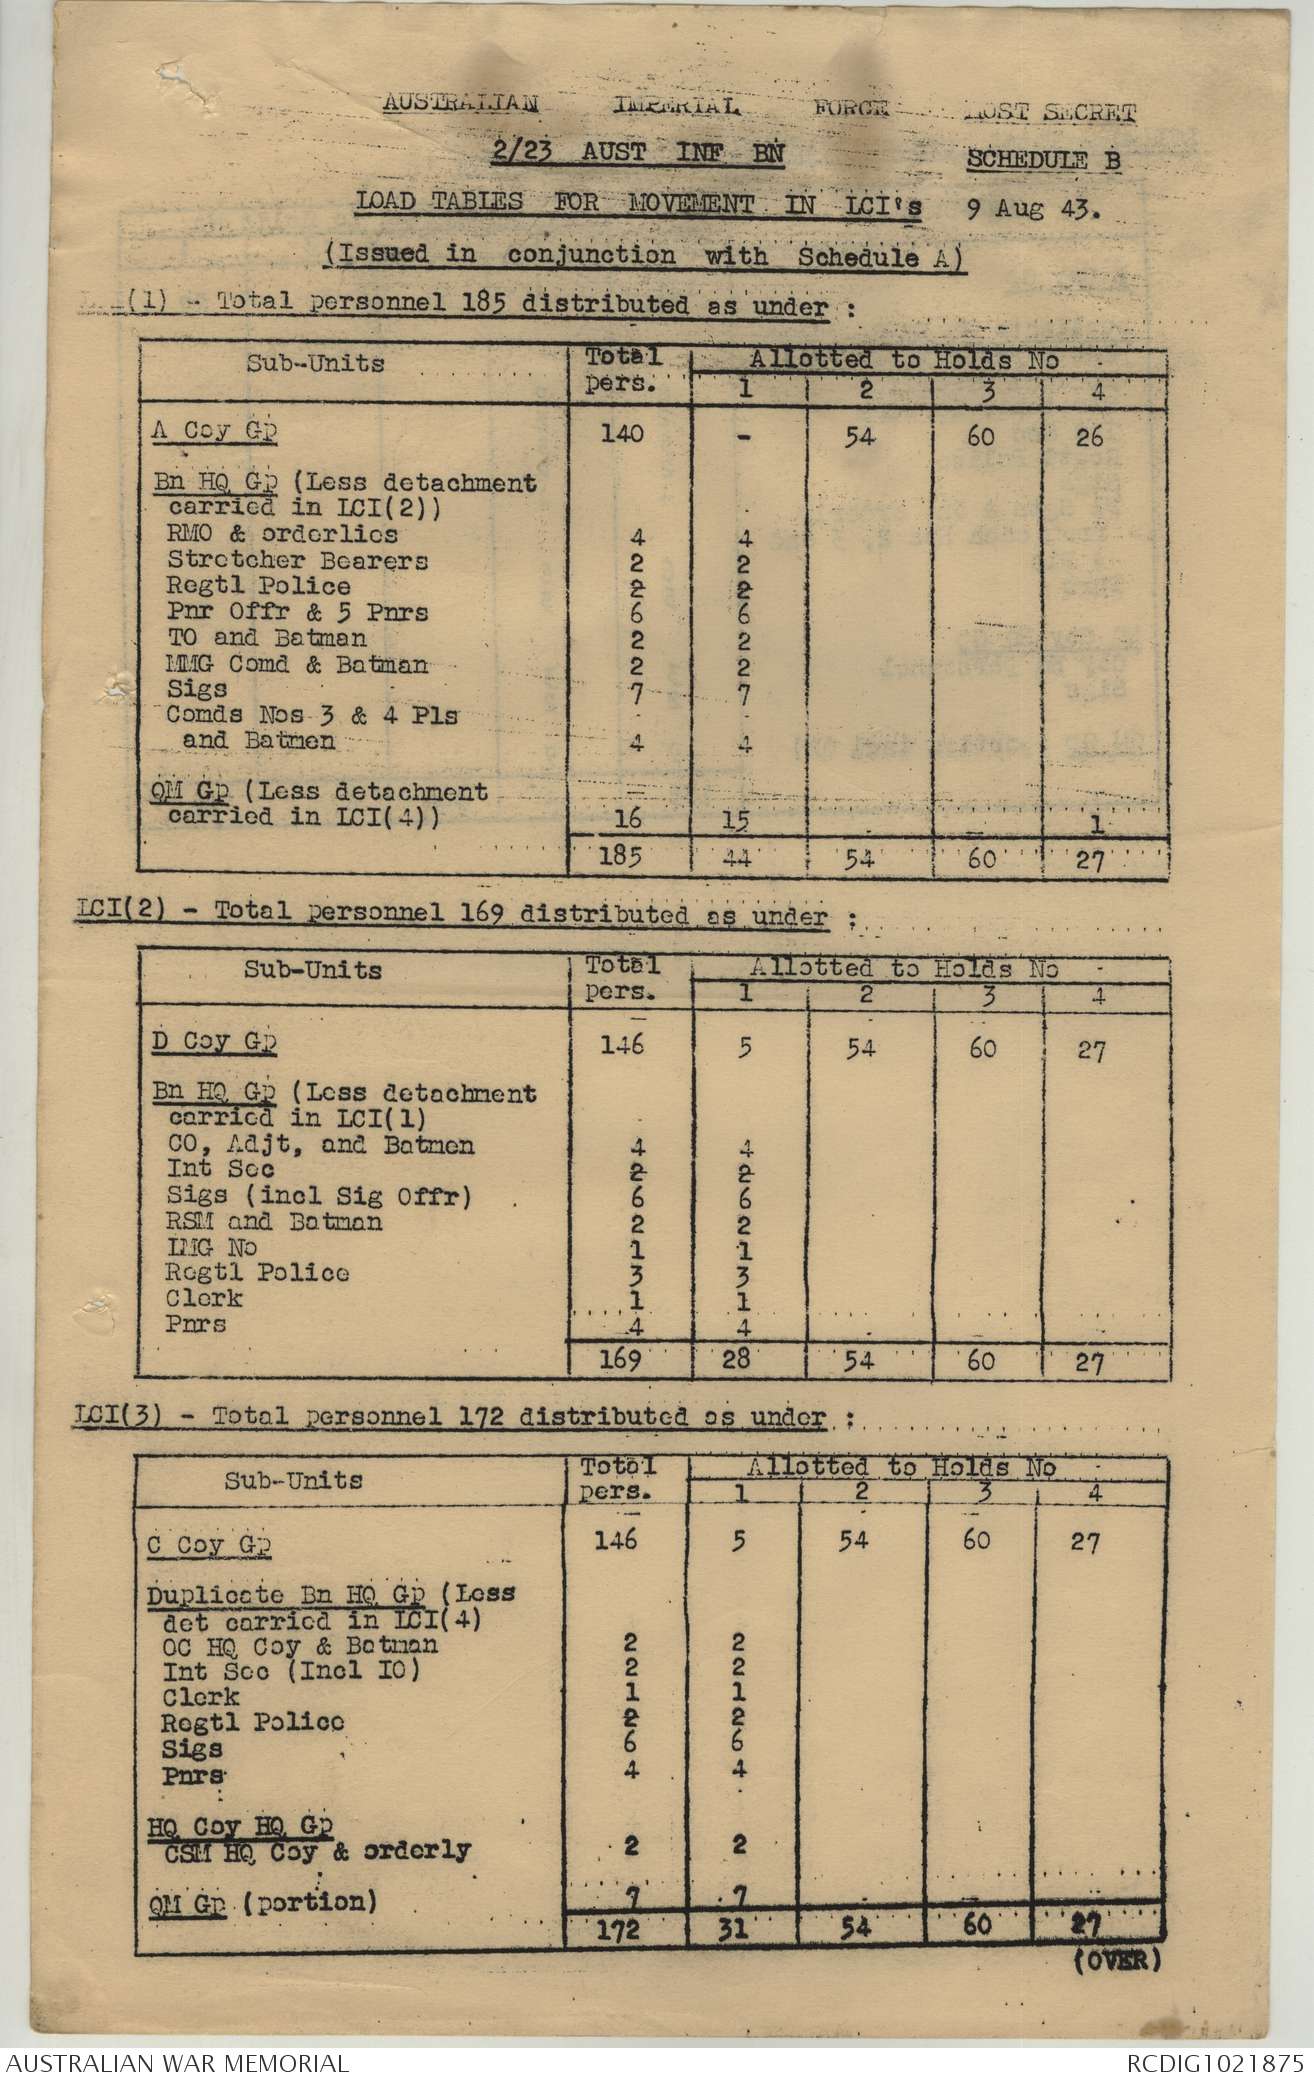 AUSTRALIAN IMPERIAL FORCE MOST SECRET
2/23 AUST INF BN SCHEDULE B
LOAD TABLES FOR MOVEMENT IN LCI's 9 Aug 43.
(Issued in conjunction with Schedule A)
LCI(1) - Total personnel 185 distributed as under :
Sub-Units Total pers. Allotted to Holds No -
1 2 3 4
A Coy Gp 140 - 54 60 26
Bn HQ Gp (Less detachment
carried in LCI(2))
RMO & orderlies 4 4
Stretcher Bearers 2 2
Regtl Police 2 2
Pnr Offr & 5 Pnrs 6 6
TO and Batman 2 2
MMG Comd & Batman 2 2
Sigs 7 7
Comds Nos 3 & 4 Pls
and Batmen 4 4
QM Gp (Less detachment
carried in LCI(4)) 16 15 1
185 44 54 60 27
LCI(2) - Total personnel 169 distributed as under :
Sub-Units Total pers. Allotted to Holds No -
1 2 3 4
D Coy Gp 146 5 54 60 27
Bn HQ Gp (Less detachment
carried in LCI(1)
CO, Adjt, and Batmen 4 4
Int Sec 2 2
Sigs (incl Sig Offr) 6 6
RSM and Batman 2 2
LMG No 1 1
Regtl Police 3 3
Clerk 1 1
Pnrs 4 4
169 28 54 60 27
LCI(3) - Total personnel 172 distributed as under :
Sub-Units Total pers. Allotted to Holds No -
1 2 3 4
C Coy Gp 146 5 54 60 27
Duplicate Bn HQ Gp (Less
det carried in LCI(4)
OC HQ Coy & Batman 2 2
Int Sec (Incl IO) 2 2
Clerk 1 1
Regtl Police 2 2
Sigs 6 6
Pnrs 4 4
HQ Coy HQ Gp
CSM HQ Coy & orderly 2 2
QM Gp (portion) 7 7
172 31 54 60 27
(OVER)
AUSTRALIAN WAR MEMORIAL RCDIG1021875